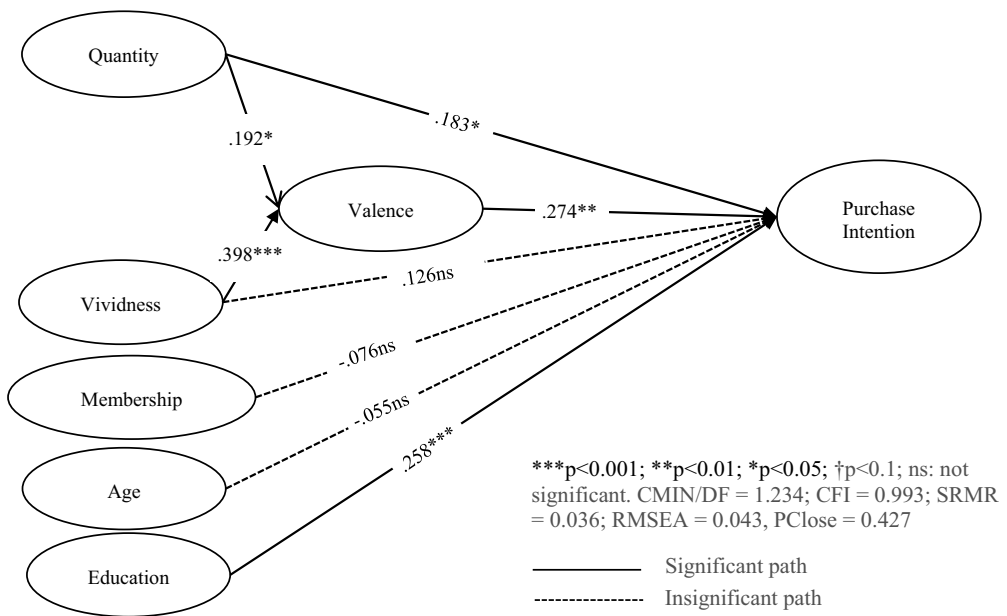 Quantity
.183*
.192*
Valence
.274**
Purchase
Intention
.398***
.126ns
Vividness
-.076ns
Membership
-.055ns
Age
.258***
Education
***p<0.001; **p<0.01; *p<0.05; †p<0.1; ns: not
significant. CMIN/DF = 1.234; CFI = 0.993; SRMR
= 0.036; RMSEA = 0.043, PClose = 0.427
Significant path
Insignificant path